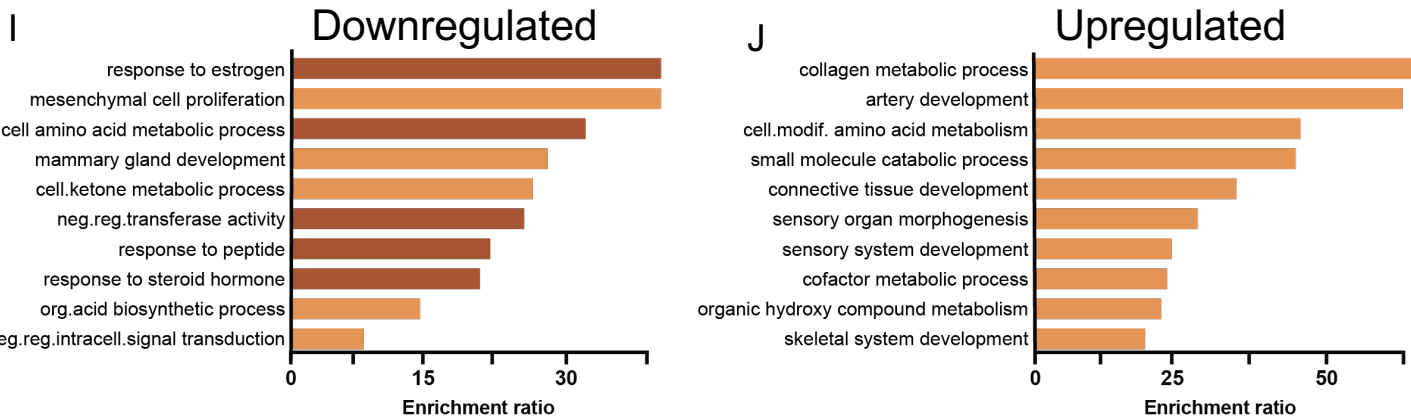 I
Downregulated
response to estrogen
mesenchymal cell proliferation
cell amino acid metabolic process
mammary gland development
cell.ketone metabolic process
neg.reg.transferase activity
response to peptide
response to steroid hormone
org.acid biosynthetic process
eg.reg.intracell.signal transduction
0 15 30
Enrichment ratio
J
Upregulated
collagen metabolic process
artery development
cell.modif. amino acid metabolism
small molecule catabolic process
connective tissue development
sensory organ morphogenesis
sensory system development
cofactor metabolic process
organic hydroxy compound metabolism
skeletal system development
0 25 50
Enrichment ratio